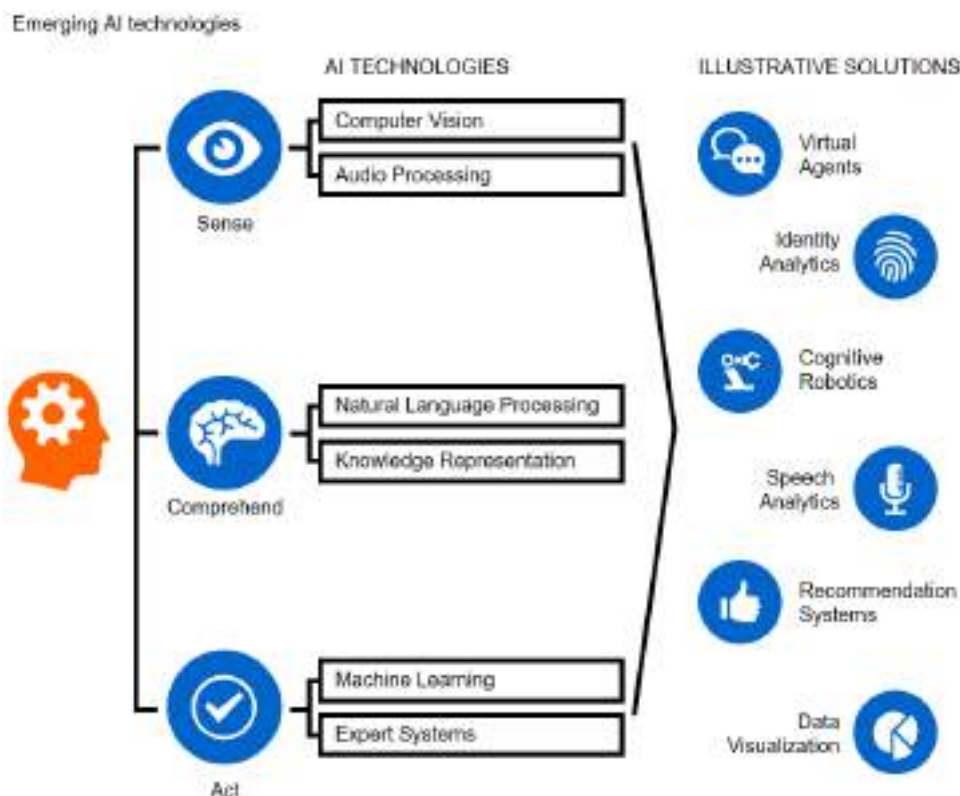 Emerging AI technologies
AI TECHNOLOGIES
ILLUSTRATIVE SOLUTIONS
Sense
Computer Vision
Audio Processing
Comprehend
Natural Language Processing
Knowledge Representation
Act
Machine Learning
Expert Systems
Virtual
Agents
Identity
Analytics
Cognitive
Robotics
Speech
Analytics
Recommendation
Systems
Data
Visualization